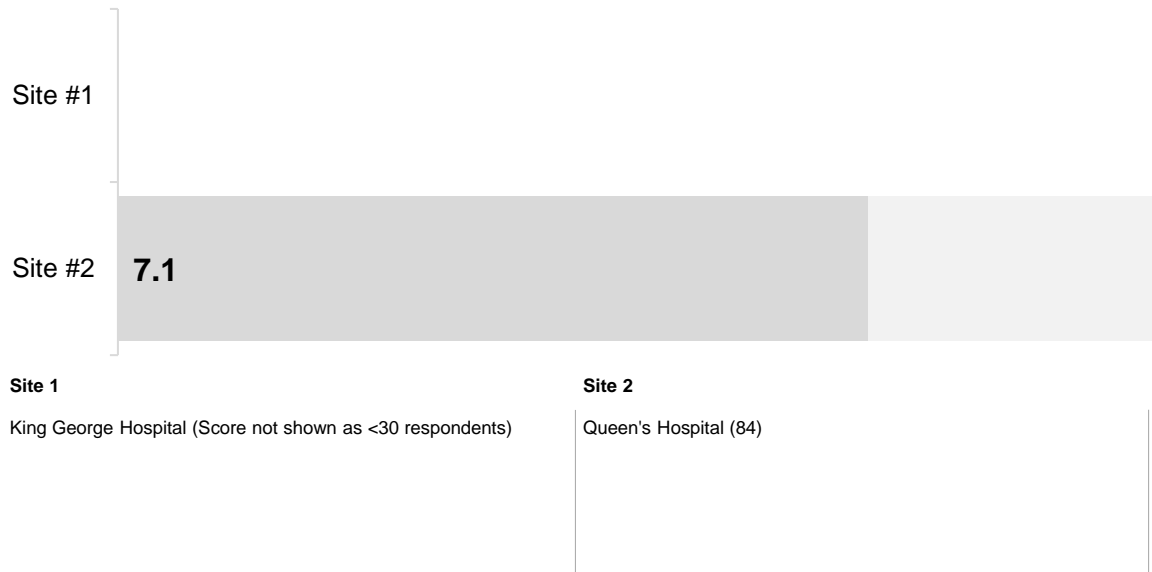 Site #1
Site #2
7.1
Site 1
Site 2
King George Hospital (Score not shown as <30 respondents)
Queen's Hospital (84)